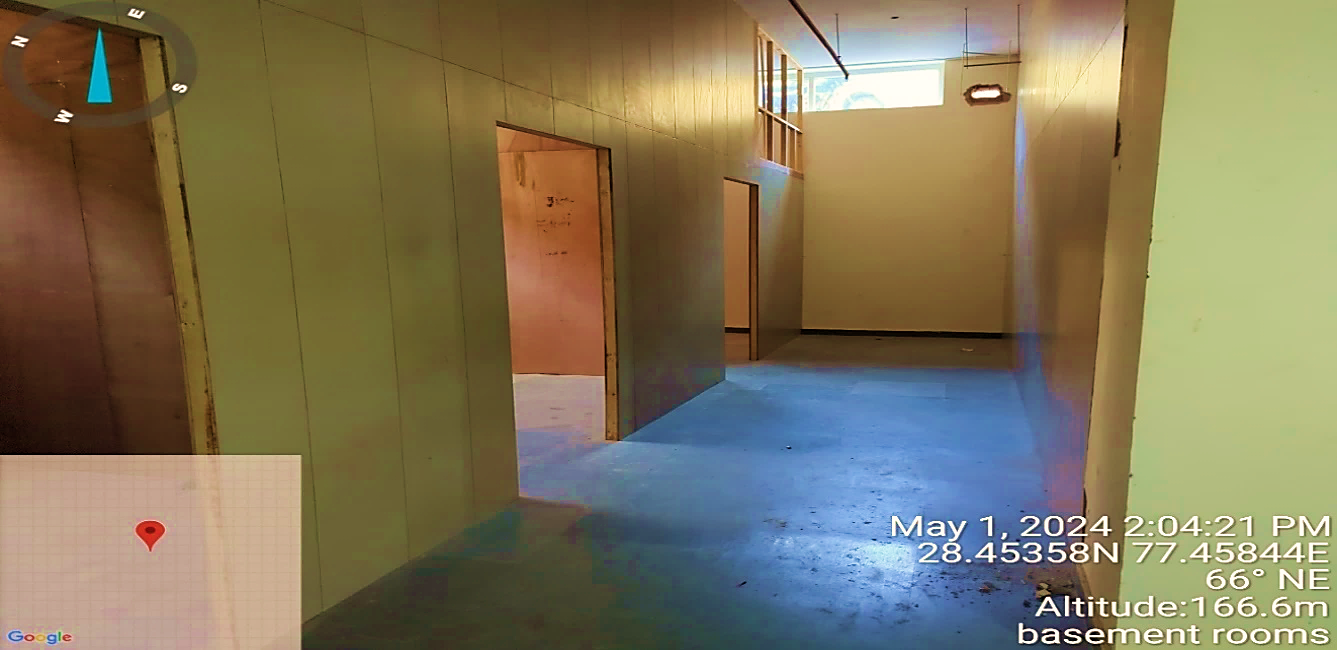 N
E
S
W
3
May 1, 2024 2:04:21 PM
28.45358N 77.45844E
66° NE
Altitude:166.6m
basement rooms
Google